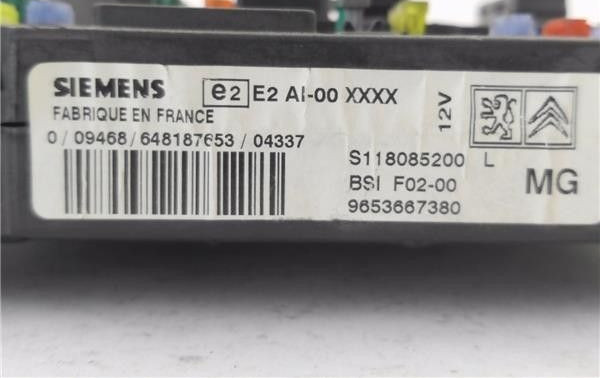 SIEMENS e2 E2 AI-00 XXXX
FABRIQUE EN FRANCE
0/09468/648187653/04337
12V
S118085200 L
BSI F02-00
9653667380
MG